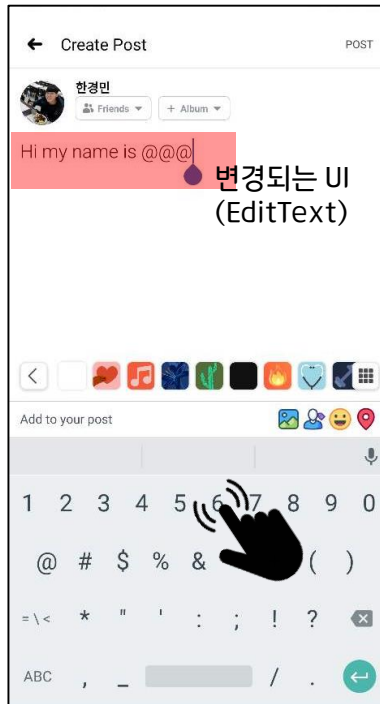 ← Create Post POST
한경민
Friends + Album
Hi my name is @@@
변경되는 UI
(EditText)
Add to your post
1 2 3 4 5 6 7 8 9 0
@ # $ % & ( )
= \ < * " ' : ; ! ?
ABC , _ / .